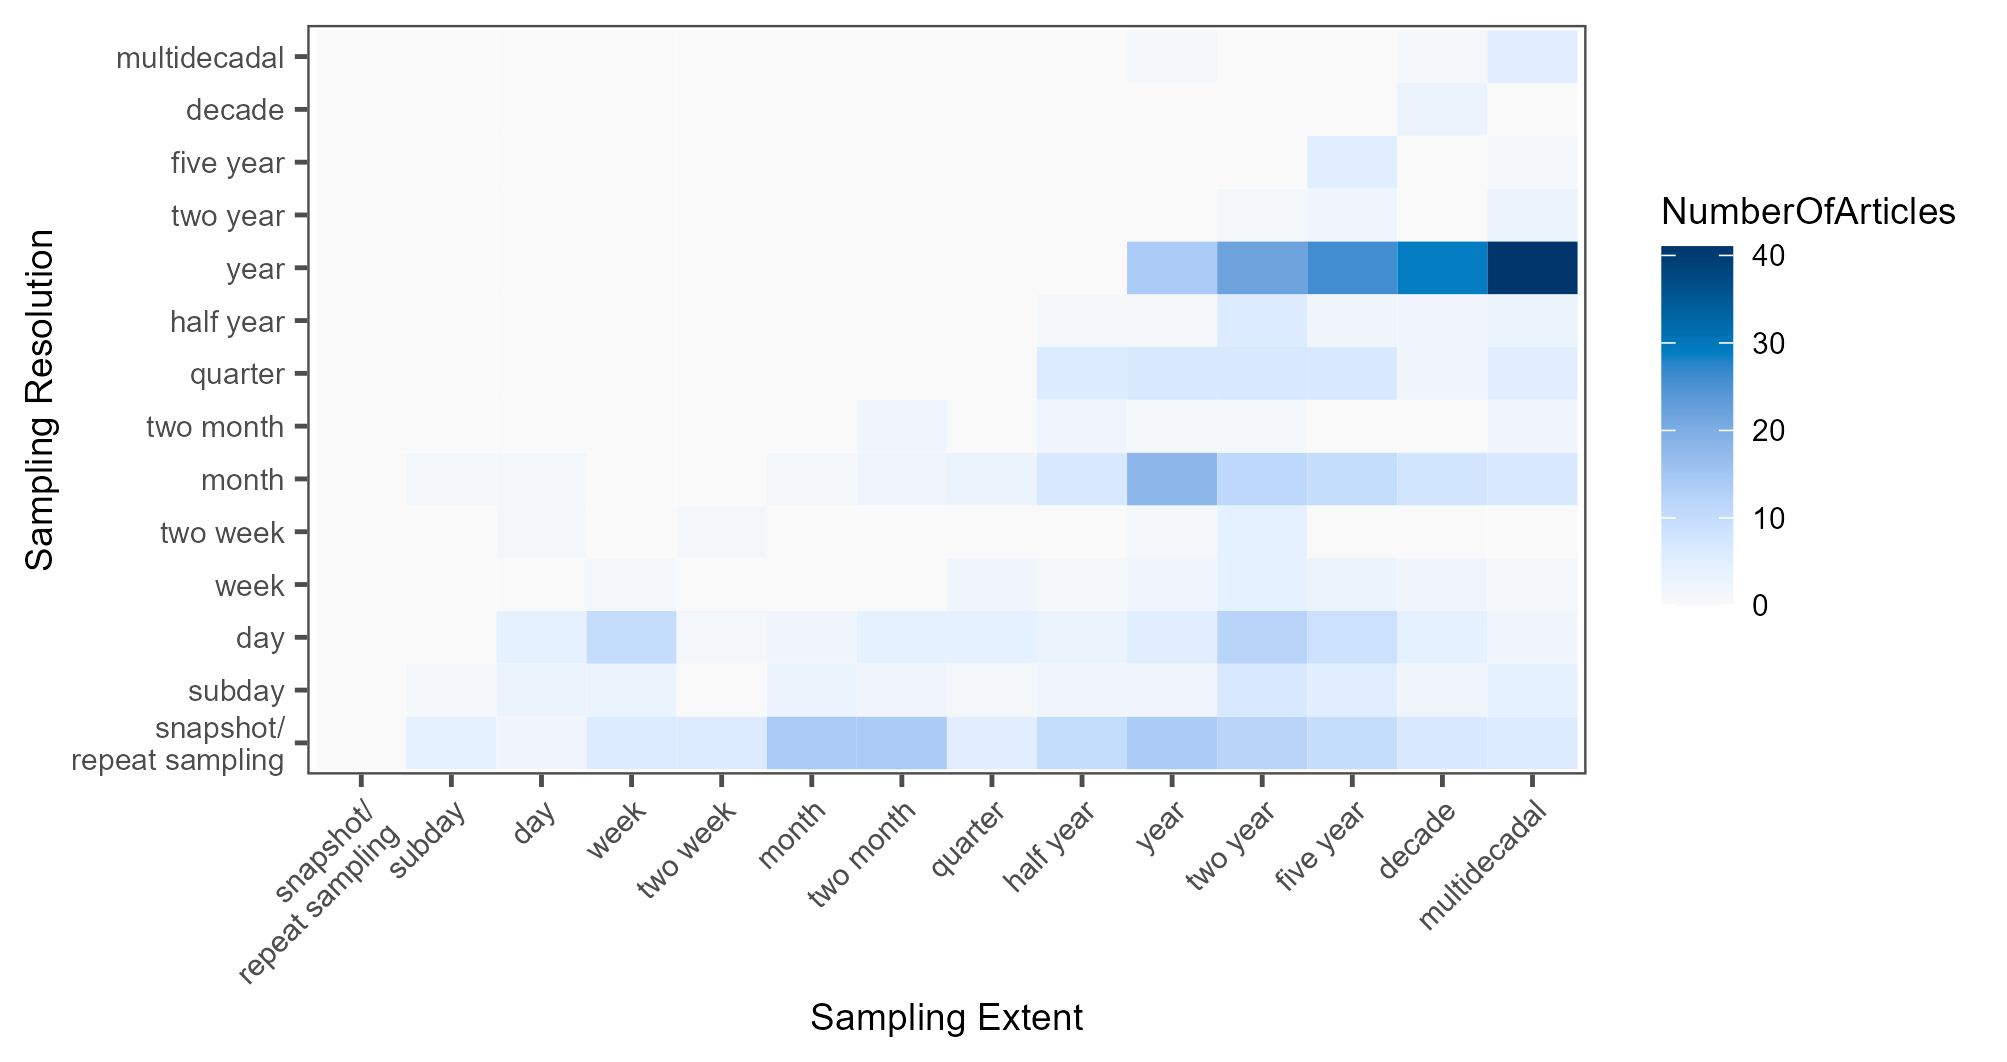 multidecadal
decade
five year
two year
year
half year
quarter
two month
month
two week
week
day
subday
snapshot/
repeat sampling
Sampling Resolution
snapshot/
repeat sampling
subday
day
week
two week
month
two month
quarter
half year
year
two year
five year
decade
multidecadal
Sampling Extent
NumberOfArticles
40
30
20
10
0